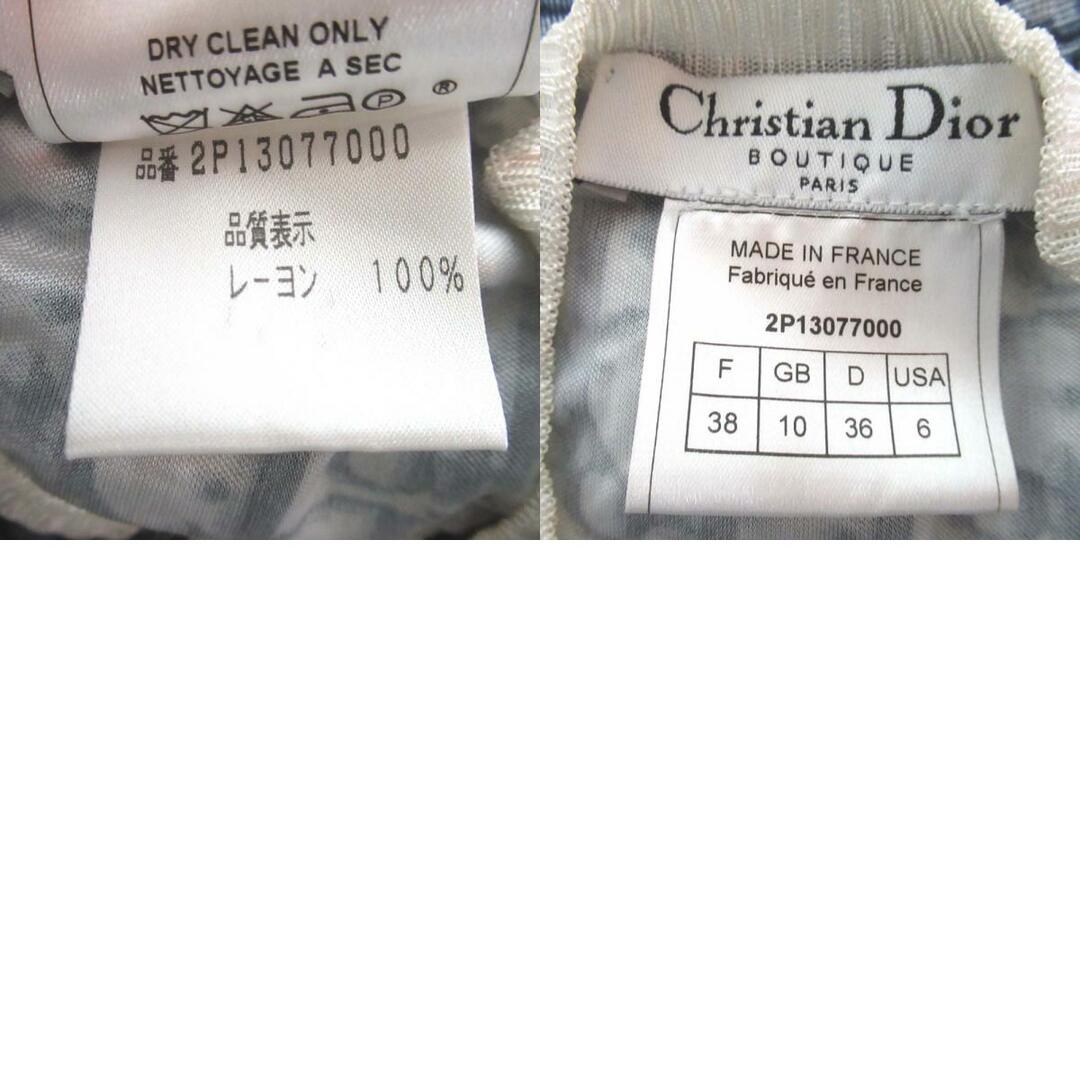 DRY CLEAN ONLY
NETTOYAGE A SEC
®
品番 2P13077000
品質表示
レーヨン 100%
Christian Dior
BOUTIQUE
PARIS
MADE IN FRANCE
Fabriqué en France
2P13077000
F GB D USA
38 10 36 6